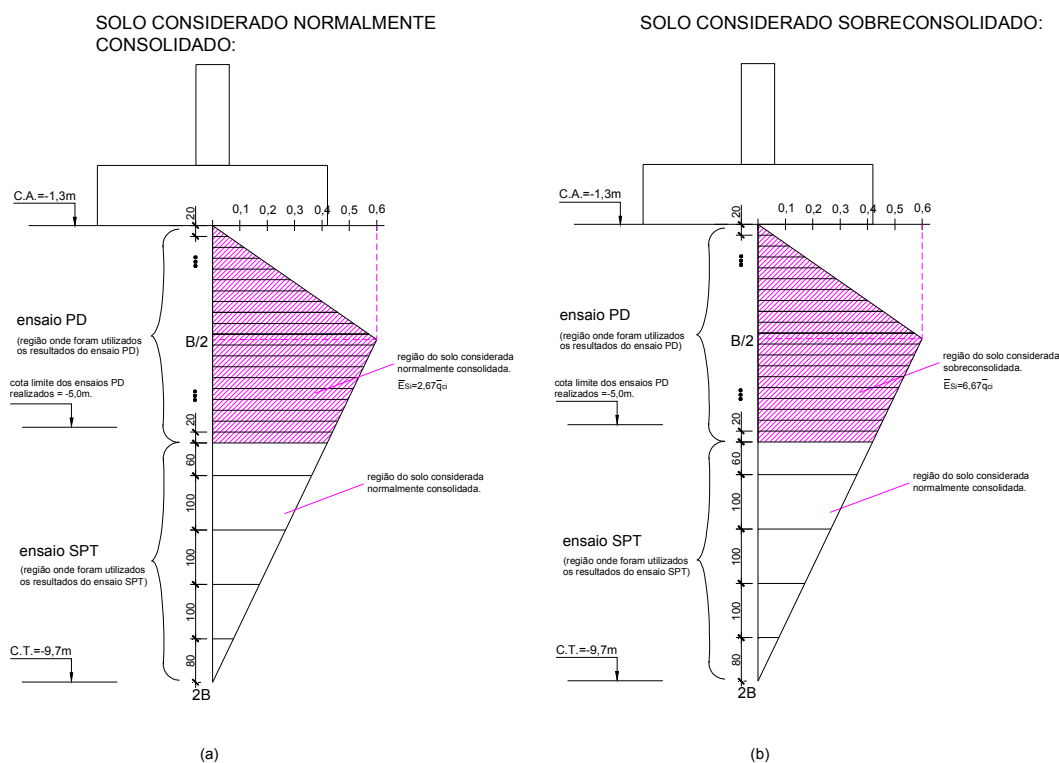 SOLO CONSIDERADO NORMALMENTE
CONSOLIDADO:
C.A.=-1,3m
20
0,1 0,2 0,3 0,4 0,5 0,6
ensaio PD
(região onde foram utilizados
os resultados do ensaio PD)
B/2
região do solo considerada
normalmente consolidada.
E̅si=2,67q̅ci
cota limite dos ensaios PD
realizados = -5,0m.
20
60
região do solo considerada
normalmente consolidada.
100
100
ensaio SPT
(região onde foram utilizados
os resultados do ensaio SPT)
100
C.T.=-9,7m
80
2B
(a)
SOLO CONSIDERADO SOBRECONSOLIDADO:
C.A.=-1,3m
20
0,1 0,2 0,3 0,4 0,5 0,6
ensaio PD
(região onde foram utilizados
os resultados do ensaio PD)
B/2
região do solo considerada
sobreconsolidada.
E̅si=6,67q̅ci
cota limite dos ensaios PD
realizados =-5,0m.
20
60
região do solo considerada
normalmente consolidada.
100
100
ensaio SPT
(região onde foram utilizados
os resultados do ensaio SPT)
100
C.T.=-9,7m
80
2B
(b)